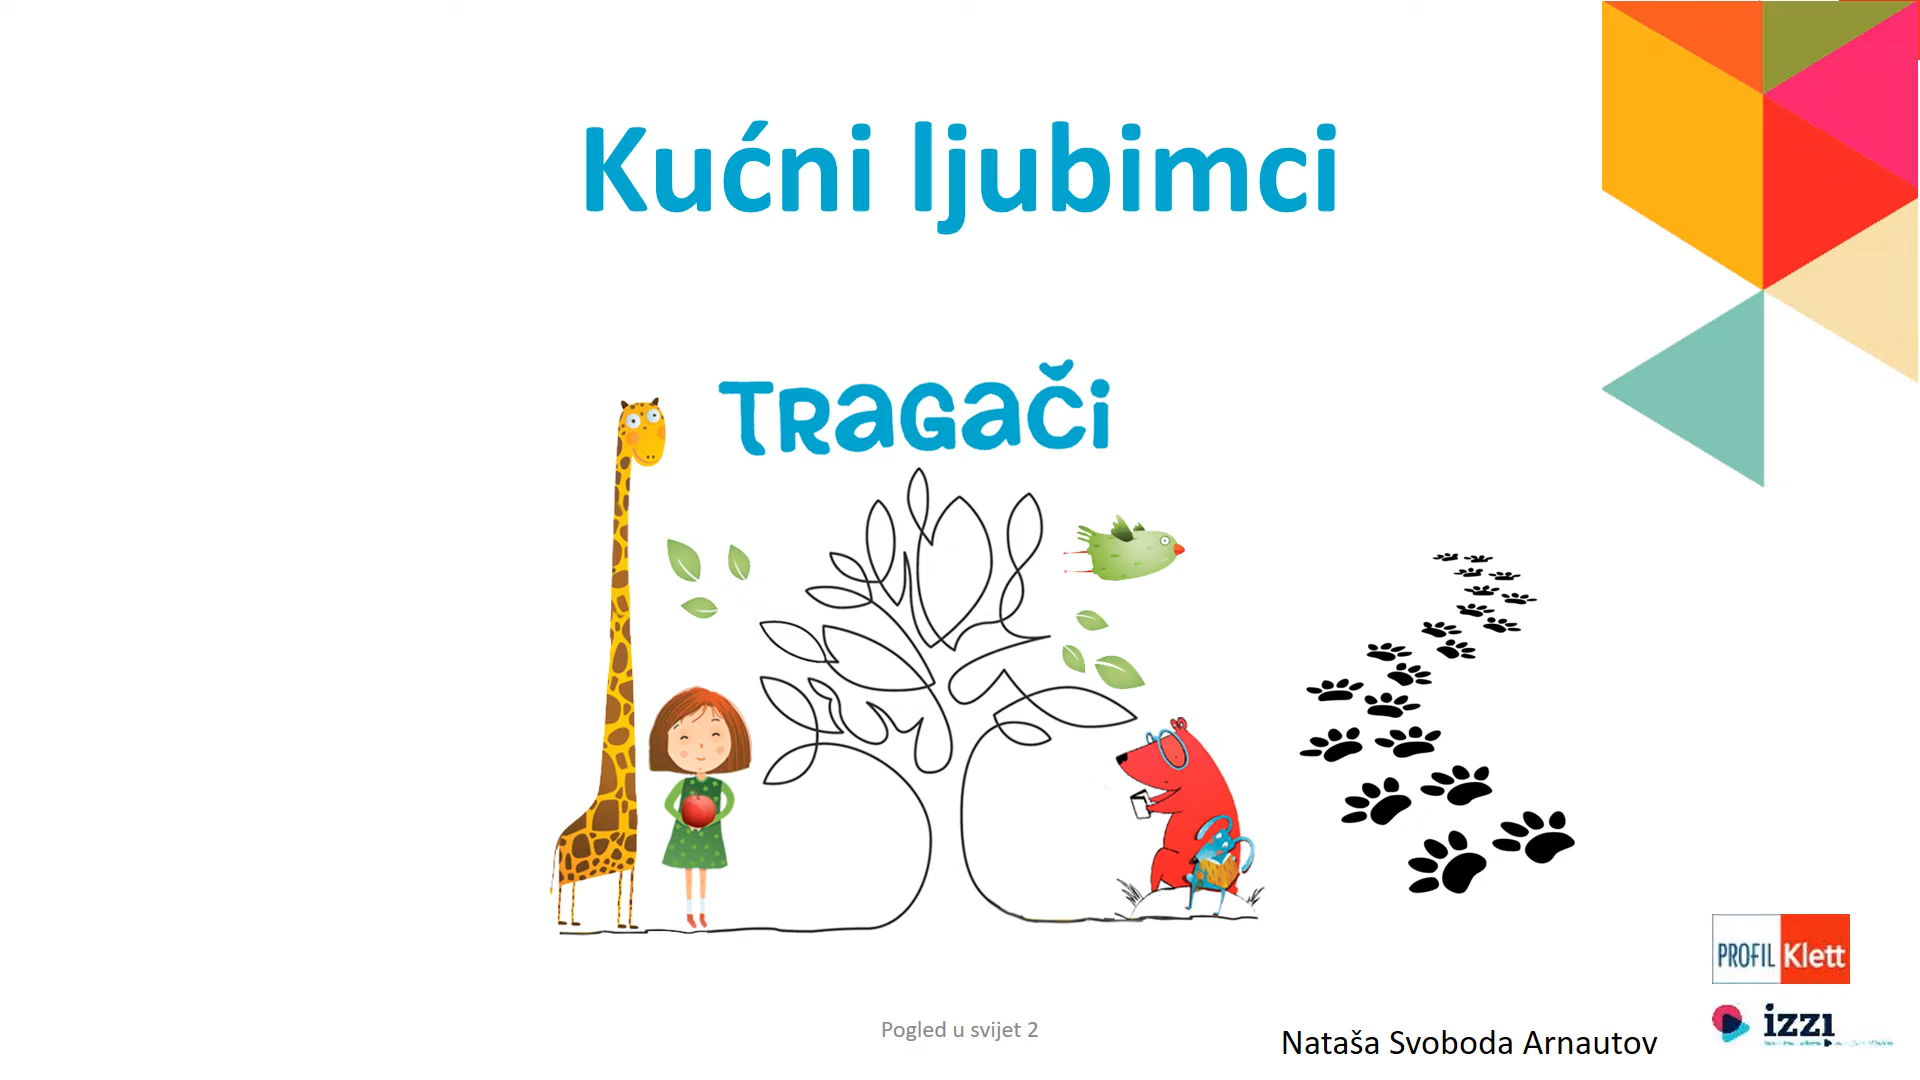 Kućni ljubimci
TRAGAČI
PROFIL Klett
izzi
Pogled u svijet 2
Nataša Svoboda Arnautov